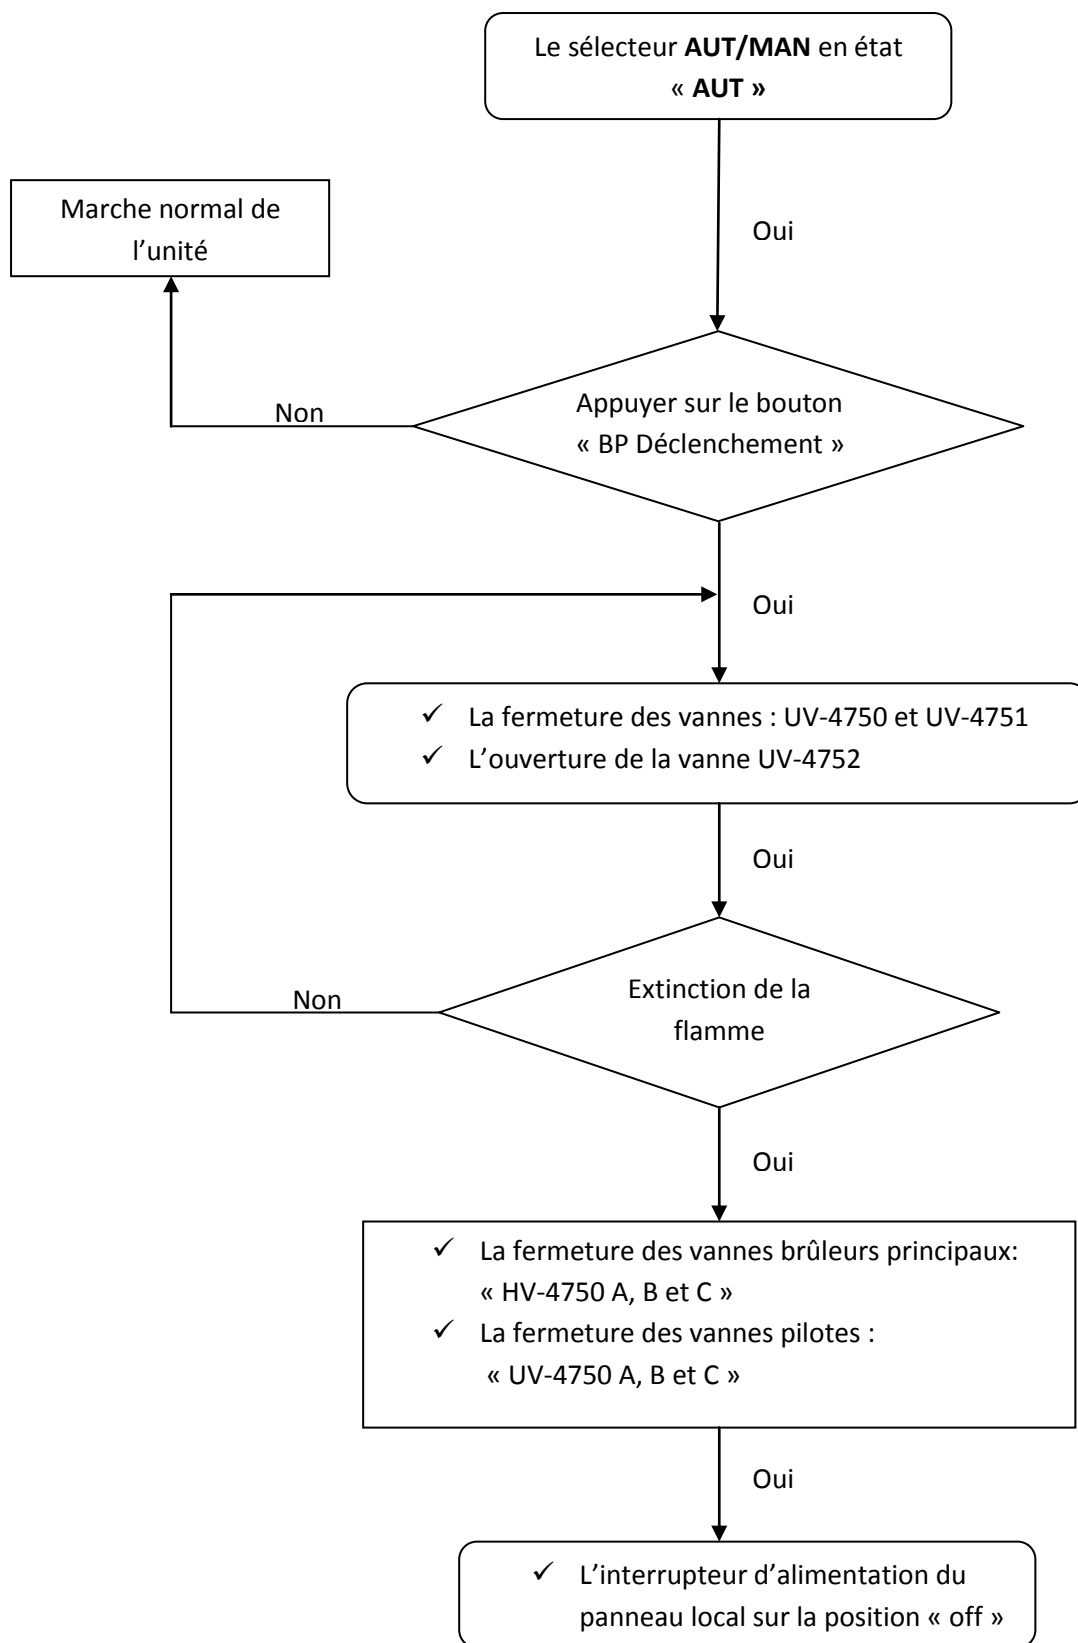 Le sélecteur AUT/MAN en état
« AUT »
Oui
Marche normal de
l’unité
Non
Appuyer sur le bouton
« BP Déclenchement »
Oui
✓ La fermeture des vannes : UV-4750 et UV-4751
✓ L’ouverture de la vanne UV-4752
Oui
Non
Extinction de la
flamme
Oui
✓ La fermeture des vannes brûleurs principaux:
« HV-4750 A, B et C »
✓ La fermeture des vannes pilotes :
« UV-4750 A, B et C »
Oui
✓ L’interrupteur d’alimentation du
panneau local sur la position « off »